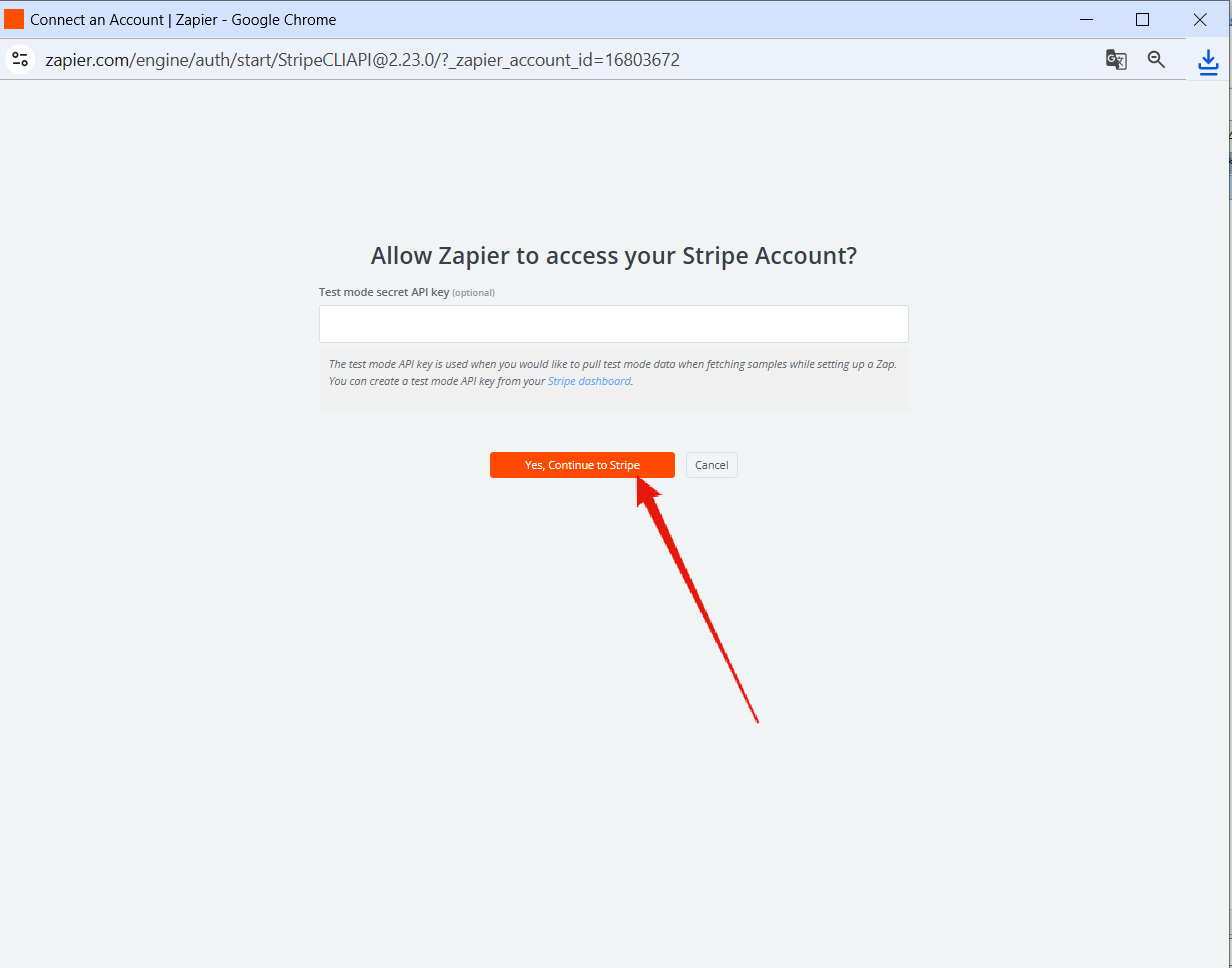 Connect an Account | Zapier - Google Chrome
zapier.com/engine/auth/start/StripeCLIAPI@2.23.0/?_zapier_account_id=16803672
Allow Zapier to access your Stripe Account?
Test mode secret API key (optional)
The test mode API key is used when you would like to pull test mode data when fetching samples while setting up a Zap.
You can create a test mode API key from your Stripe dashboard.
Yes, Continue to Stripe
Cancel